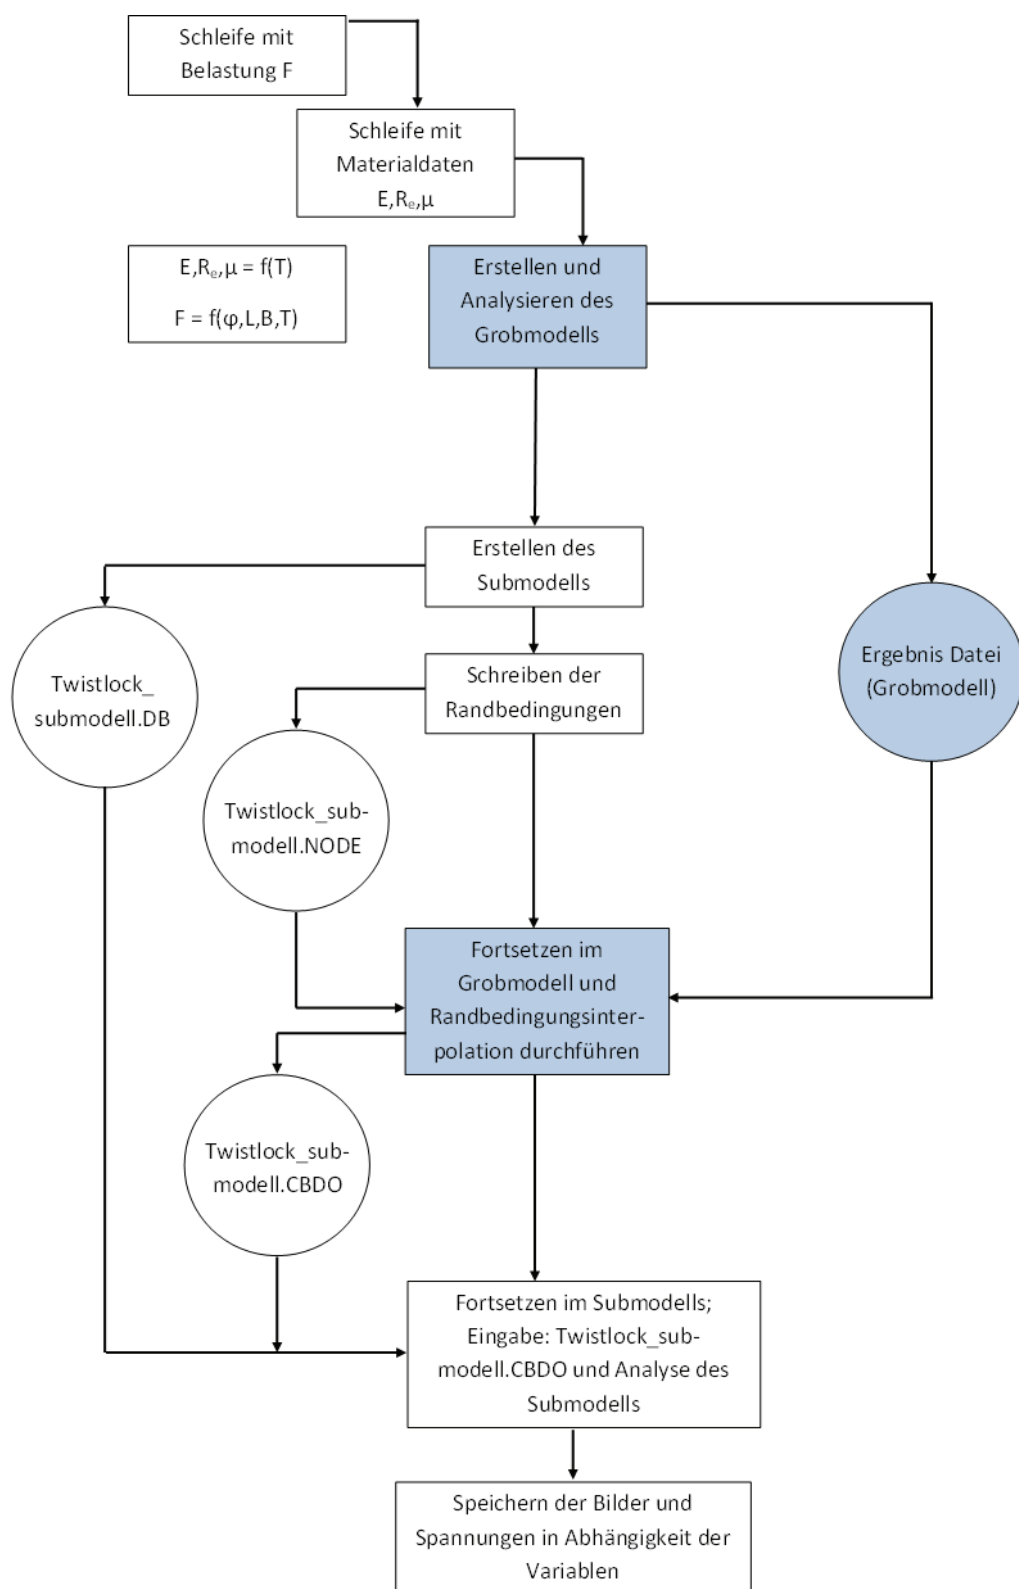 Schleife mit
Belastung F
Schleife mit
Materialdaten
E,Rₑ,µ
E,Rₑ,µ = f(T)
F = f(φ,L,B,T)
Erstellen und
Analysieren des
Grobmodells
Erstellen des
Submodells
Ergebnis Datei
(Grobmodell)
Twistlock_
submodell.DB
Schreiben der
Randbedingungen
Twistlock_sub-
modell.NODE
Fortsetzen im
Grobmodell und
Randbedingungsinter-
polation durchführen
Twistlock_sub-
modell.CBDO
Fortsetzen im Submodells;
Eingabe: Twistlock_sub-
modell.CBDO und Analyse des
Submodells
Speichern der Bilder und
Spannungen in Abhängigkeit der
Variablen